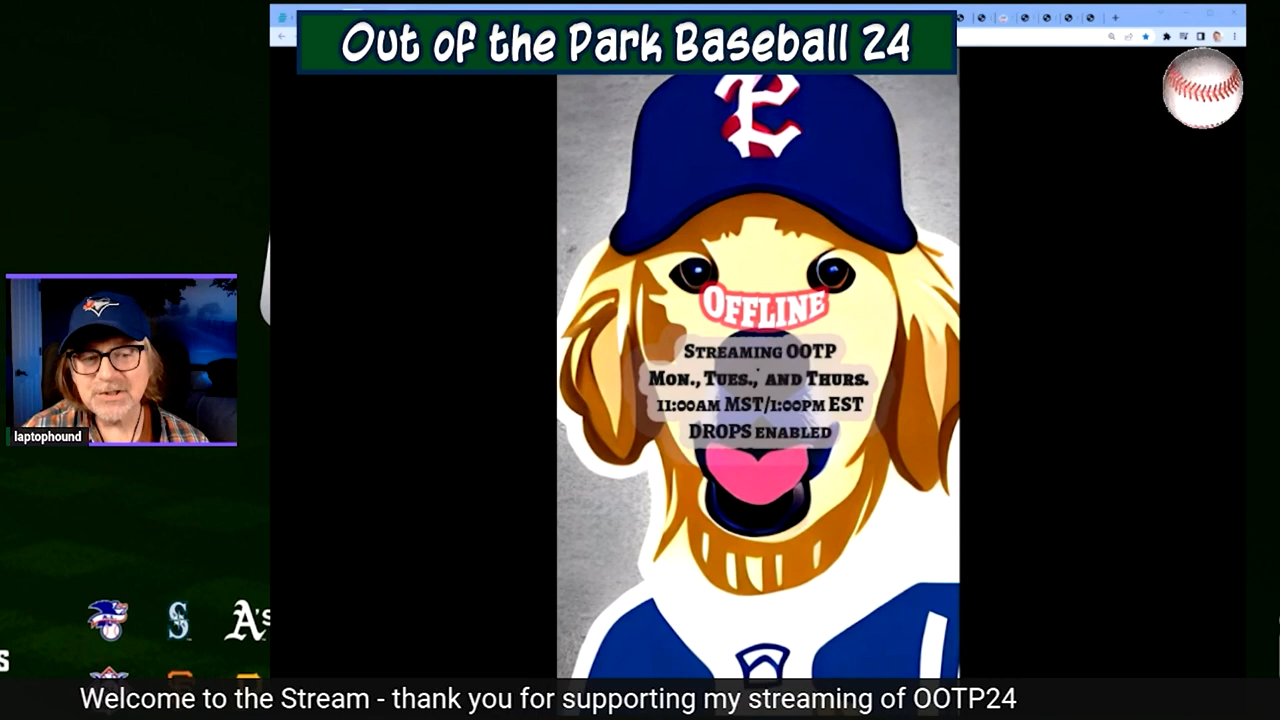 Out of the Park Baseball 24
OFFLINE
STREAMING OOTP
MON., TUES., AND THURS.
11:00AM MST/1:00PM EST
DROPS ENABLED
laptophound
S
A's
S
Welcome to the Stream - thank you for supporting my streaming of OOTP24